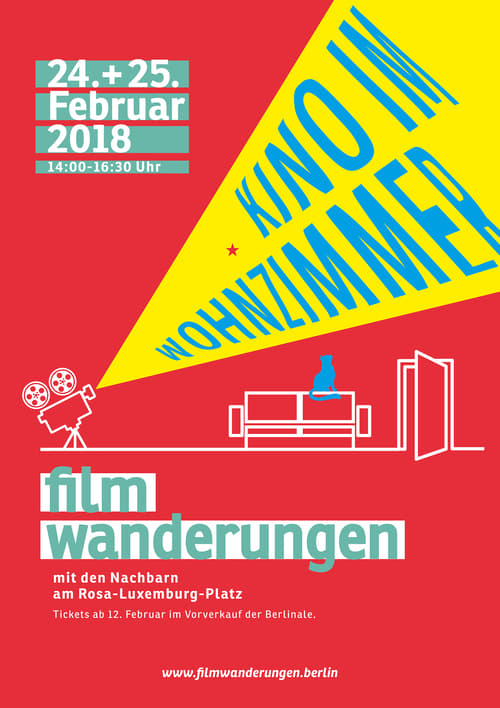 24.+25.
Februar
2018
14:00-16:30 Uhr
KINO IM
WOHNZIMMER
film
wanderungen
mit den Nachbarn
am Rosa-Luxemburg-Platz
Tickets ab 12. Februar im Vorverkauf der Berlinale.
www.filmwanderungen.berlin